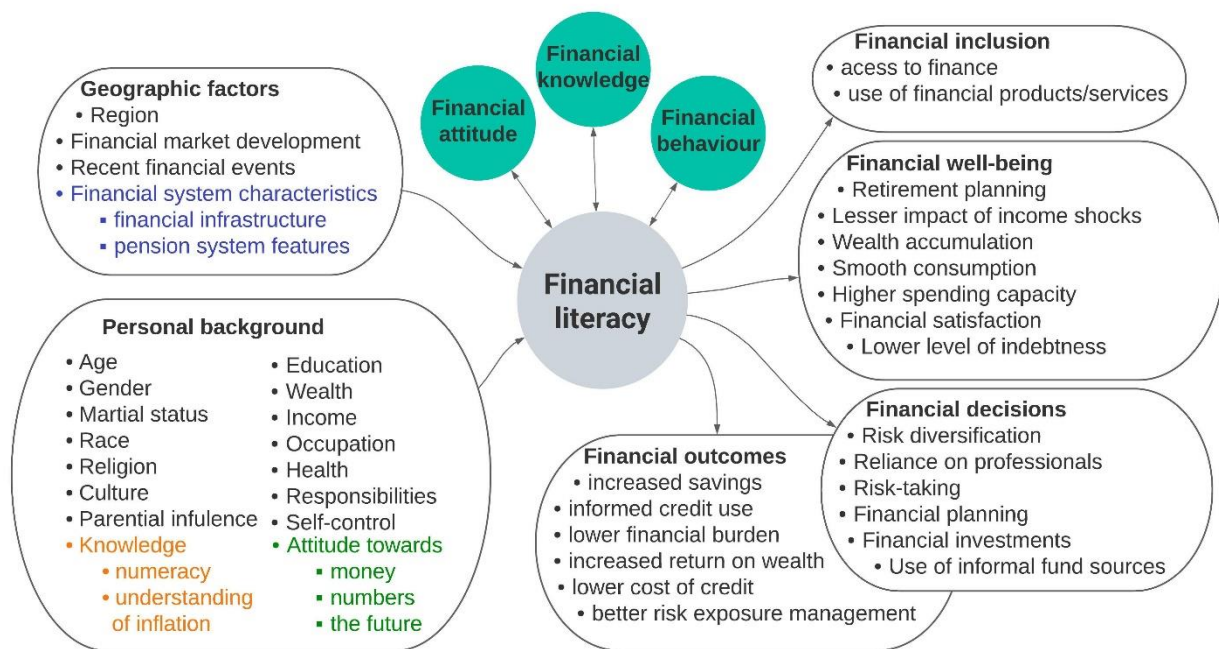 Financial
attitude
Financial
knowledge
Financial
behaviour
Financial
literacy
Geographic factors
• Region
• Financial market development
• Recent financial events
• Financial system characteristics
▪ financial infrastructure
▪ pension system features
Personal background
• Age
• Gender
• Martial status
• Race
• Religion
• Culture
• Parential infulence
• Knowledge
• numeracy
• understanding
of inflation
• Education
• Wealth
• Income
• Occupation
• Health
• Responsibilities
• Self-control
• Attitude towards
▪ money
▪ numbers
▪ the future
Financial inclusion
• acess to finance
• use of financial products/services
Financial well-being
• Retirement planning
• Lesser impact of income shocks
• Wealth accumulation
• Smooth consumption
• Higher spending capacity
• Financial satisfaction
• Lower level of indebtness
Financial decisions
• Risk diversification
• Reliance on professionals
• Risk-taking
• Financial planning
• Financial investments
• Use of informal fund sources
Financial outcomes
• increased savings
• informed credit use
• lower financial burden
• increased return on wealth
• lower cost of credit
• better risk exposure management